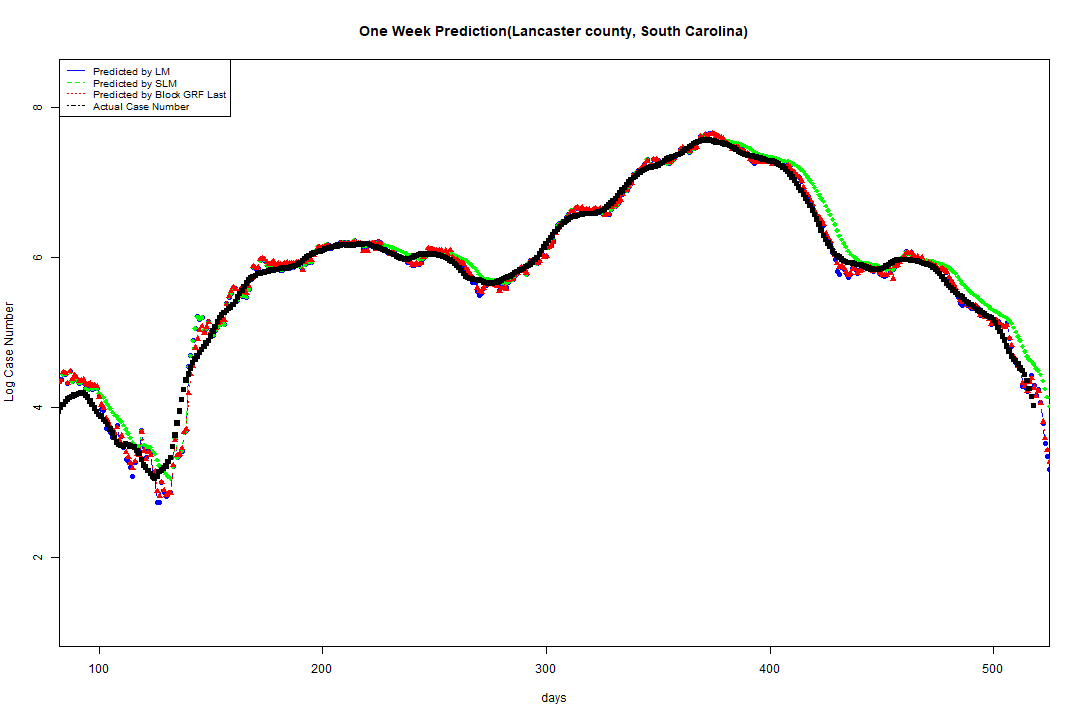 One Week Prediction(Lancaster county, South Carolina)
Predicted by LM
Predicted by SLM
Predicted by Block GRF Last
Actual Case Number
8
6
4
2
Log Case Number
100 200 300 400 500
days